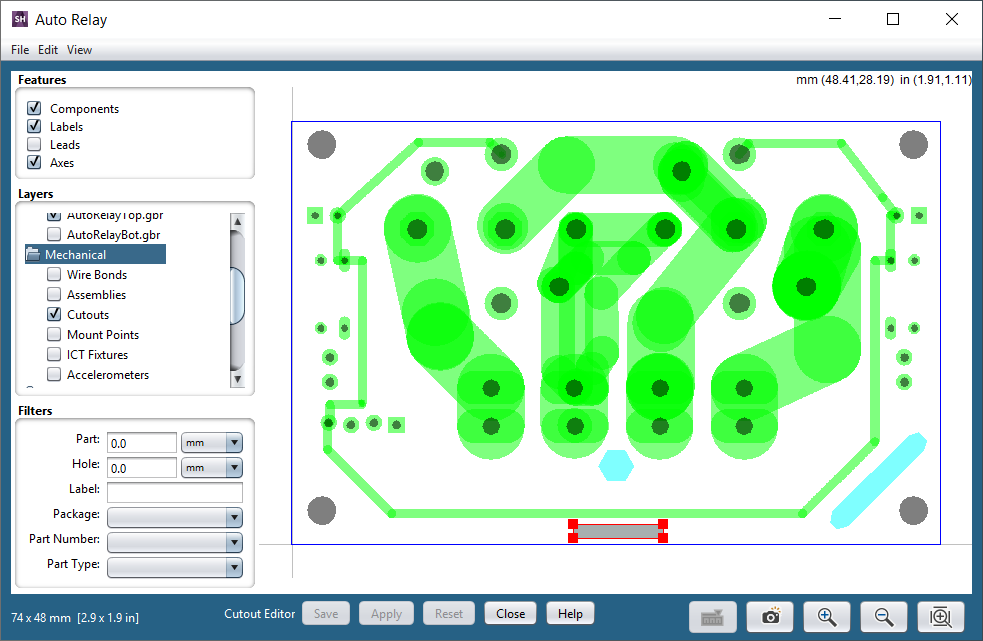 SH Auto Relay
File Edit View
Features
mm (48.41,28.19) in (1.91,1.11)
Components
Labels
Leads
Axes
Layers
AutoRelayTop.gbr
AutoRelayBot.gbr
Mechanical
Wire Bonds
Assemblies
Cutouts
Mount Points
ICT Fixtures
Accelerometers
Filters
Part: 0.0 mm
Hole: 0.0 mm
Label:
Package:
Part Number:
Part Type:
74 x 48 mm [2.9 x 1.9 in]
Cutout Editor Save Apply Reset Close Help